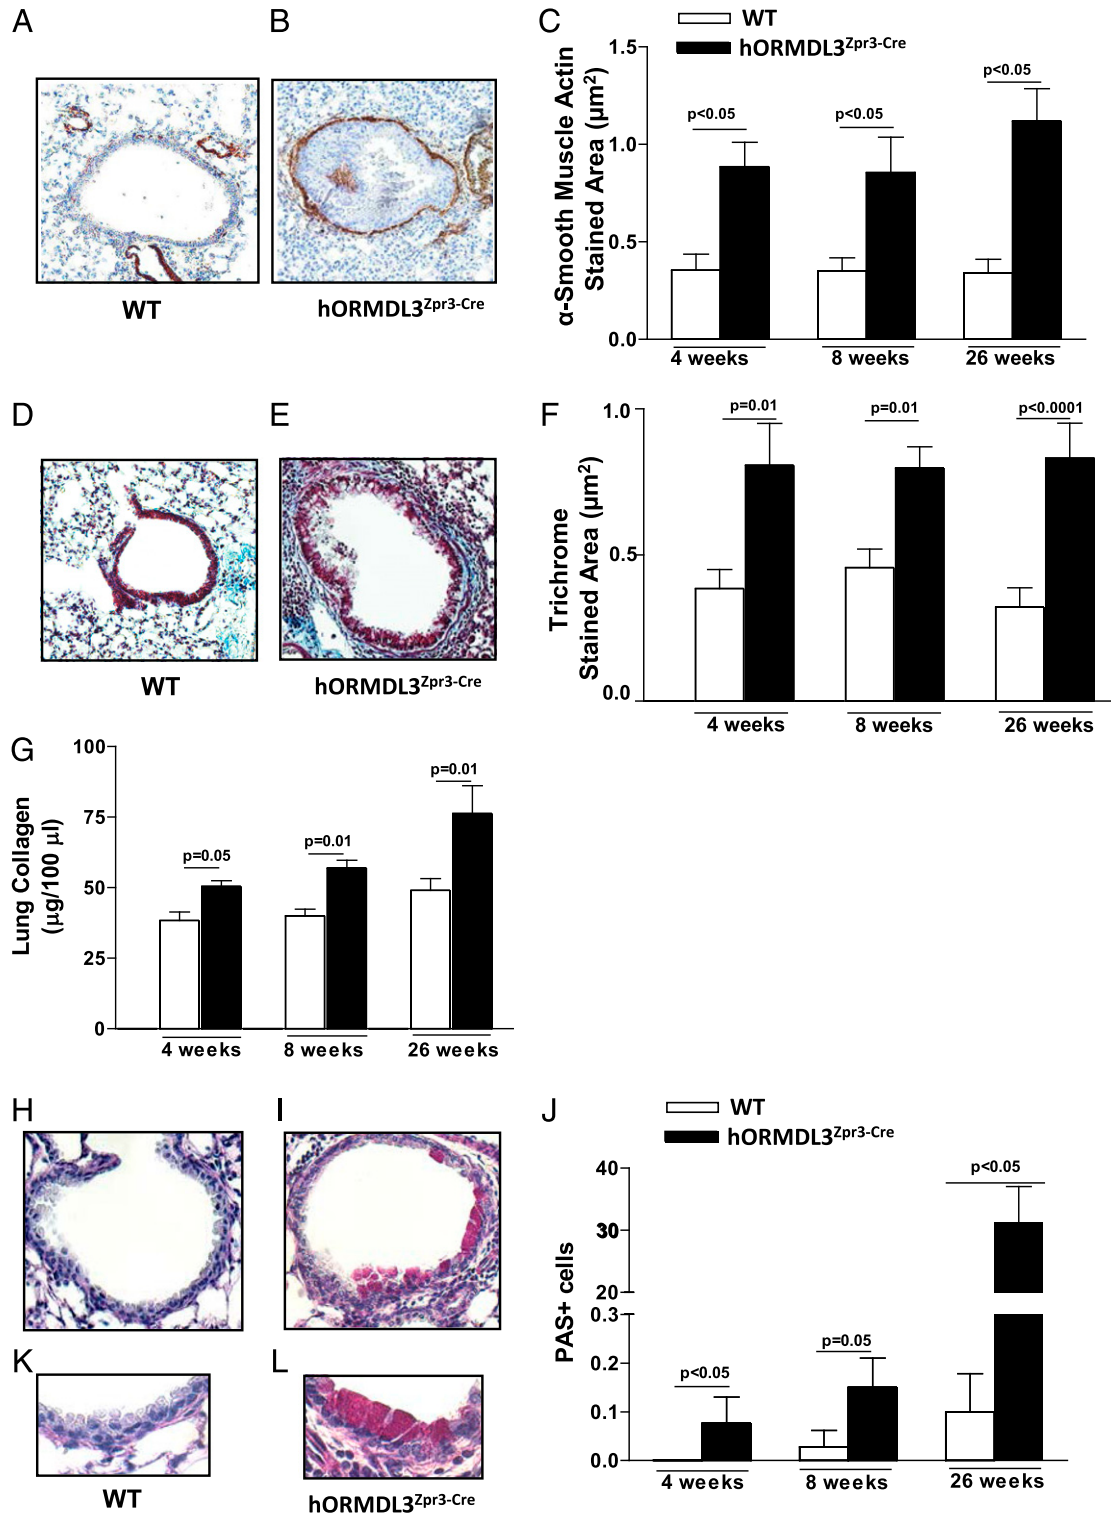 A
B
C
WT
hORMDL3Zpr3-Cre
α-Smooth Muscle Actin
Stained Area (μm2)
1.5
1.0
0.5
0.0
p<0.05
p<0.05
p<0.05
4 weeks
8 weeks
26 weeks
WT
hORMDL3Zpr3-Cre
D
E
F
Trichrome
Stained Area (μm2)
1.0
0.5
0.0
p=0.01
p=0.01
p<0.0001
4 weeks
8 weeks
26 weeks
WT
hORMDL3Zpr3-Cre
G
Lung Collagen
(μg/100 μl)
100
75
50
25
0
p=0.05
p=0.01
p=0.01
4 weeks
8 weeks
26 weeks
H
I
J
WT
hORMDL3Zpr3-Cre
PAS+ cells
40
30
20
0.3
0.2
0.1
0.0
p<0.05
p=0.05
p<0.05
4 weeks
8 weeks
26 weeks
K
L
WT
hORMDL3Zpr3-Cre